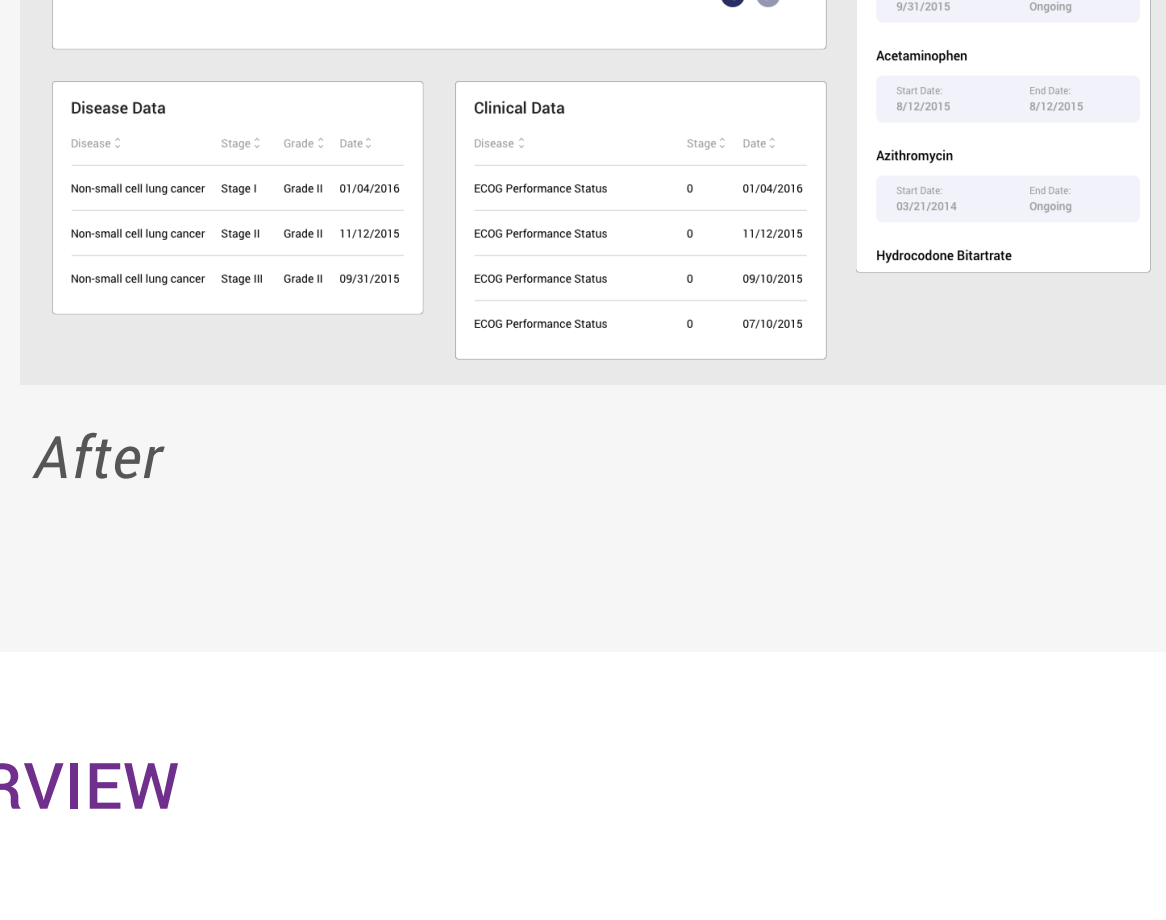 9/31/2015 Ongoing
Acetaminophen
Start Date: End Date:
8/12/2015 8/12/2015
Azithromycin
Start Date: End Date:
03/21/2014 Ongoing
Hydrocodone Bitartrate
Disease Data
Disease Stage Grade Date
Non-small cell lung cancer Stage I Grade II 01/04/2016
Non-small cell lung cancer Stage II Grade II 11/12/2015
Non-small cell lung cancer Stage III Grade II 09/31/2015
Clinical Data
Disease Stage Date
ECOG Performance Status 0 01/04/2016
ECOG Performance Status 0 11/12/2015
ECOG Performance Status 0 09/10/2015
ECOG Performance Status 0 07/10/2015
After
RVIEW